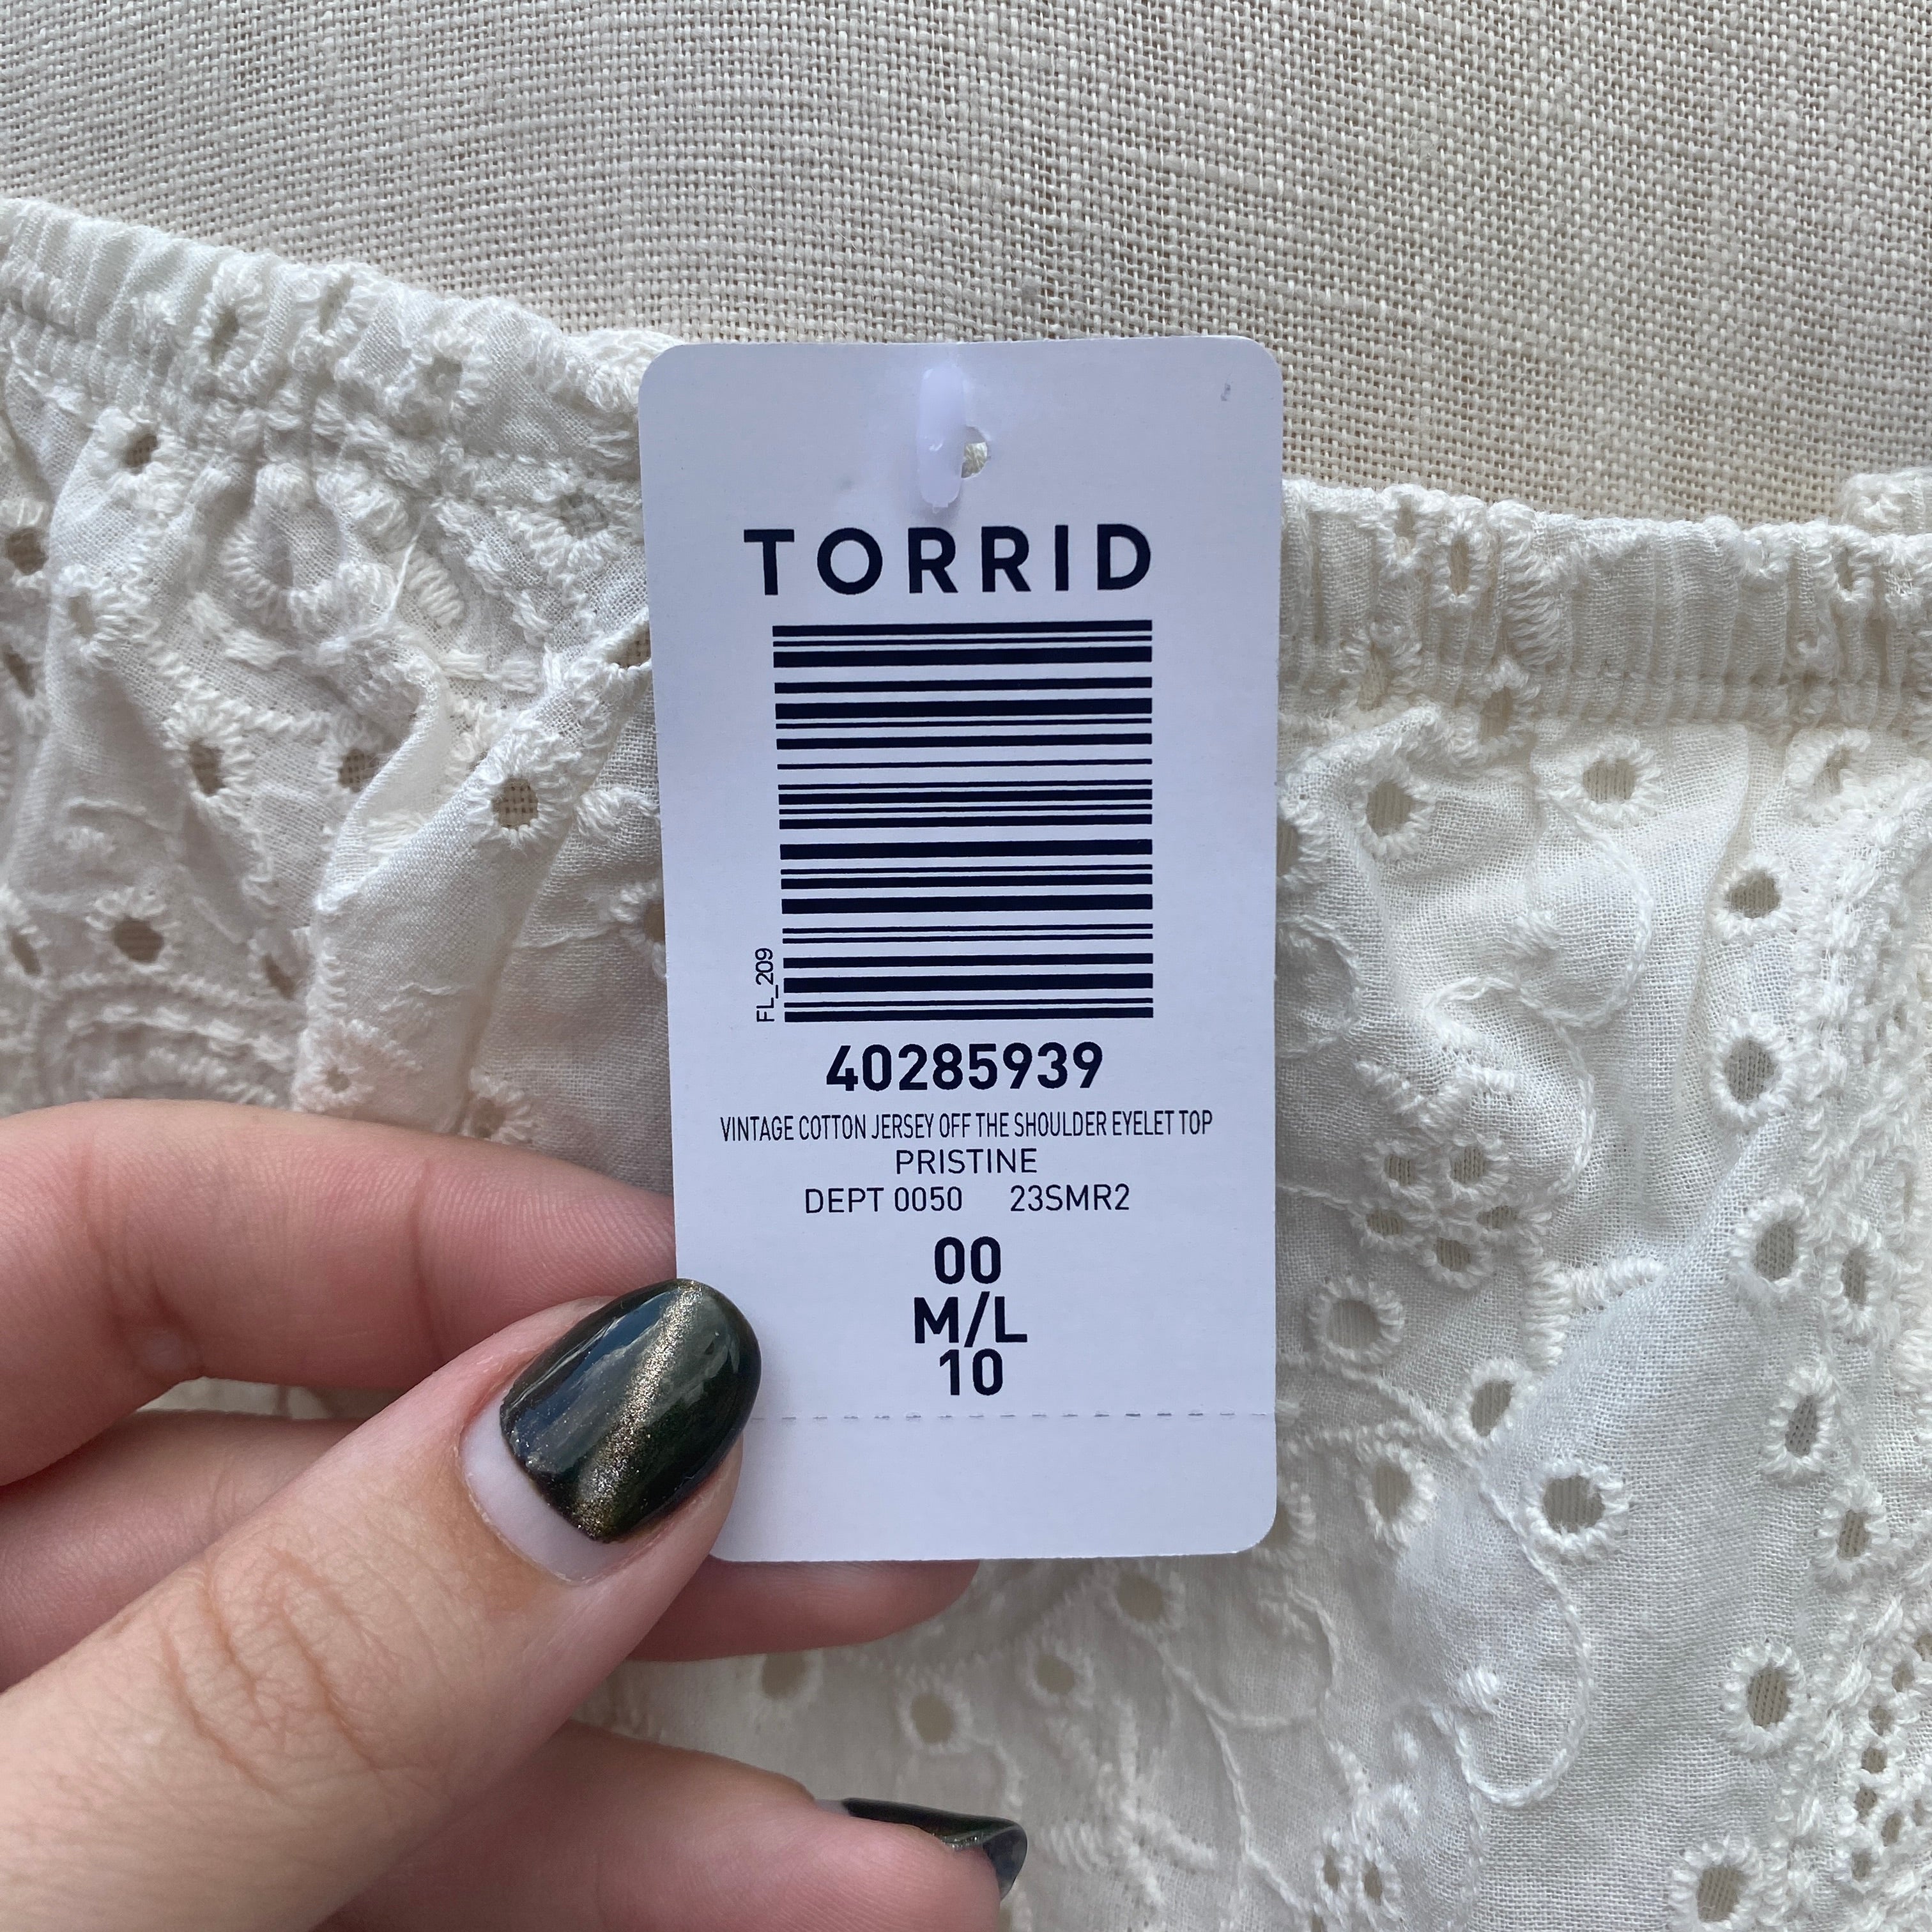 TORRID
FL_209
40285939
VINTAGE COTTON JERSEY OFF THE SHOULDER EYELET TOP
PRISTINE
DEPT 0050 23SMR2
00
M/L
10